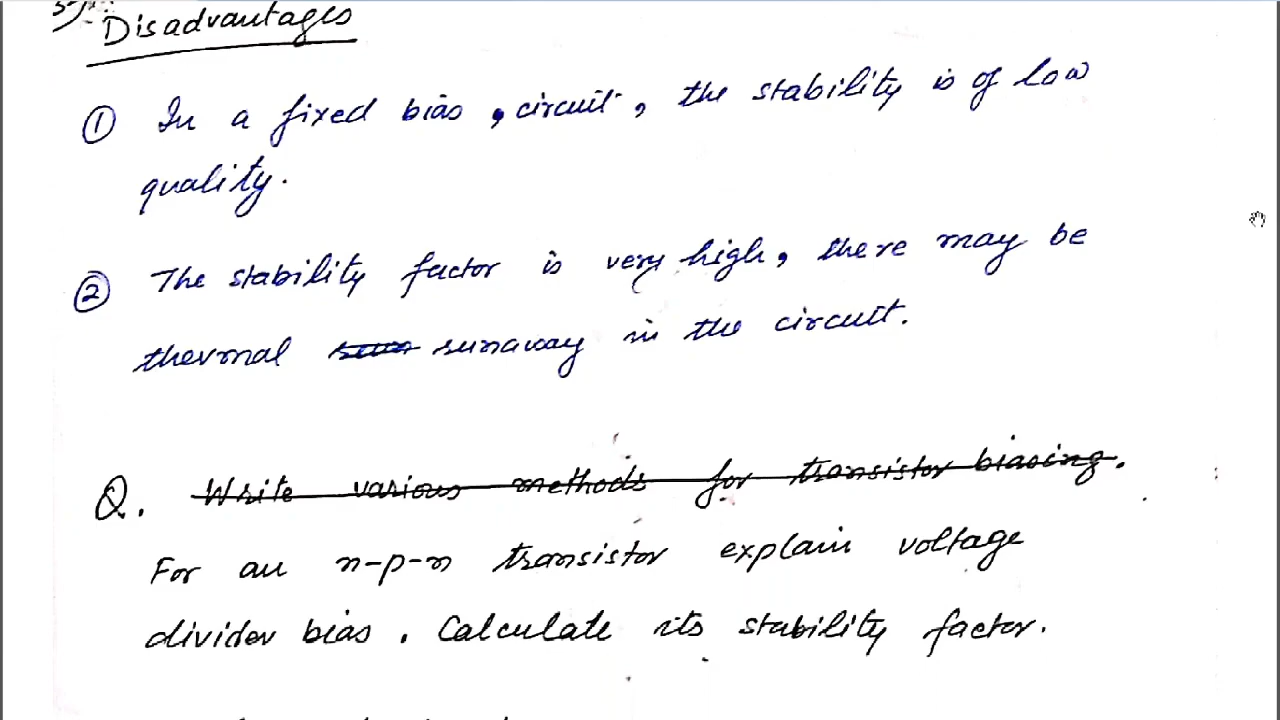 Disadvantages
① In a fixed bias, circuit, the stability is of low
quality.
② The stability factor is very high, there may be
thermal runaway in the circuit.
Q. Write various methods for transistor biasing.
For an n-p-n transistor explain voltage
divider bias. Calculate its stability factor.